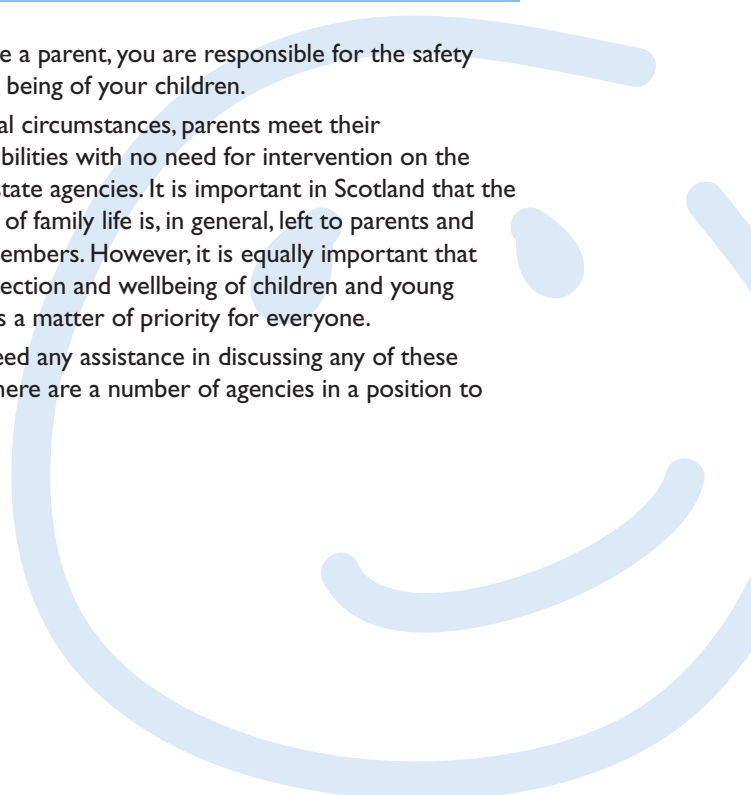 e a parent, you are responsible for the safety
being of your children.
al circumstances, parents meet their
bilities with no need for intervention on the
state agencies. It is important in Scotland that the
of family life is, in general, left to parents and
embers. However, it is equally important that
ection and wellbeing of children and young
s a matter of priority for everyone.
eed any assistance in discussing any of these
here are a number of agencies in a position to